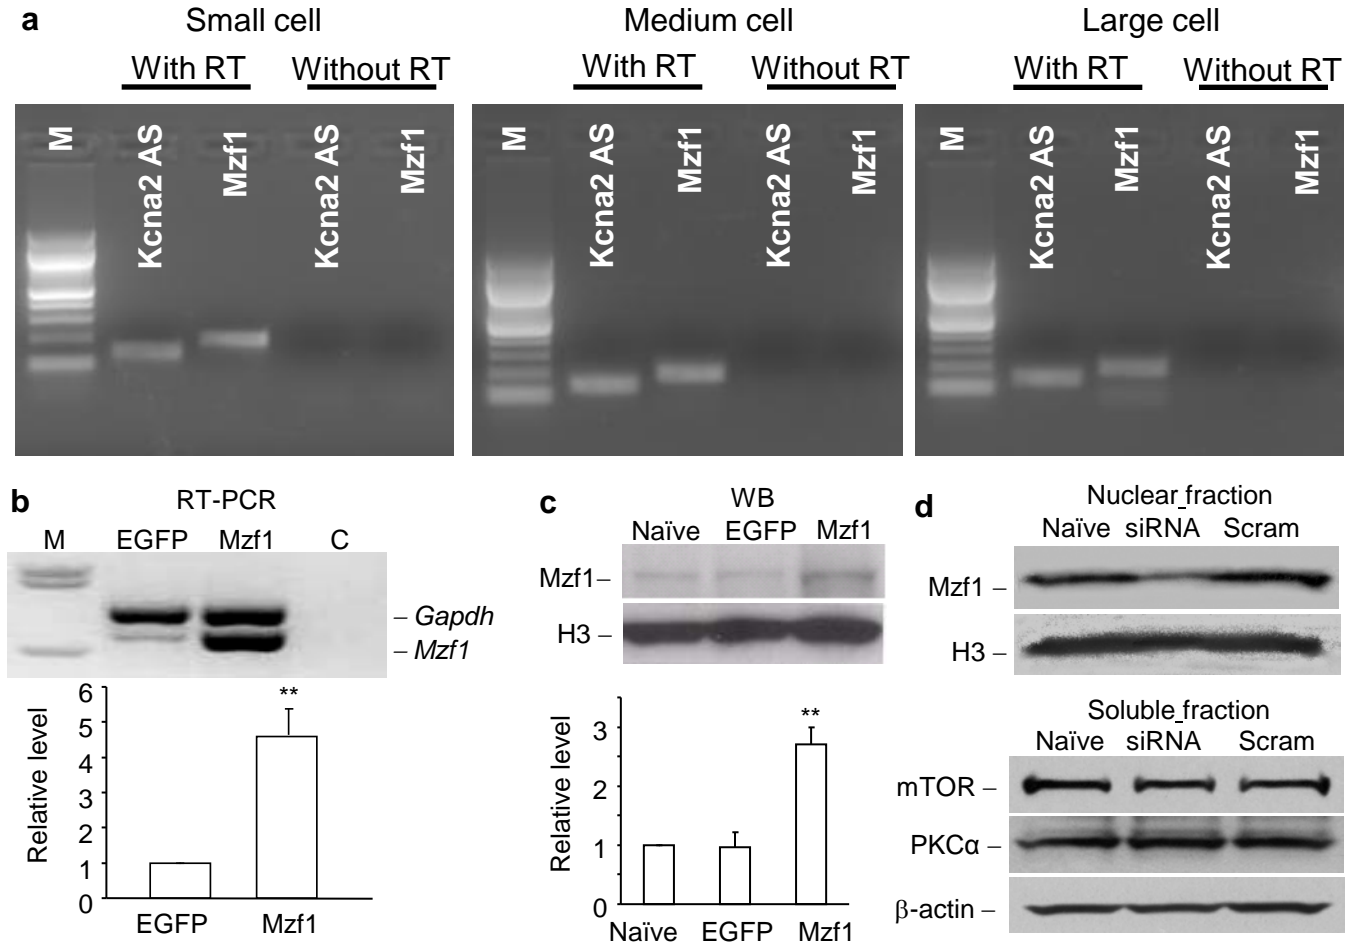 a
Small cell
Medium cell
Large cell
With RT
Without RT
With RT
Without RT
With RT
Without RT
M
Kcna2 AS
Mzf1
Kcna2 AS
Mzf1
M
Kcna2 AS
Mzf1
Kcna2 AS
Mzf1
M
Kcna2 AS
Mzf1
Kcna2 AS
Mzf1
b
RT-PCR
M EGFP Mzf1 C
– Gapdh
– Mzf1
Relative level
6
5
4
3
2
1
0
**
EGFP Mzf1
c
WB
Naïve EGFP Mzf1
Mzf1–
H3 –
Relative level
3
2
1
0
**
Naïve EGFP Mzf1
d
Nuclear fraction
Naïve siRNA Scram
Mzf1 –
H3 –
Soluble fraction
Naïve siRNA Scram
mTOR –
PKCα –
β-actin –